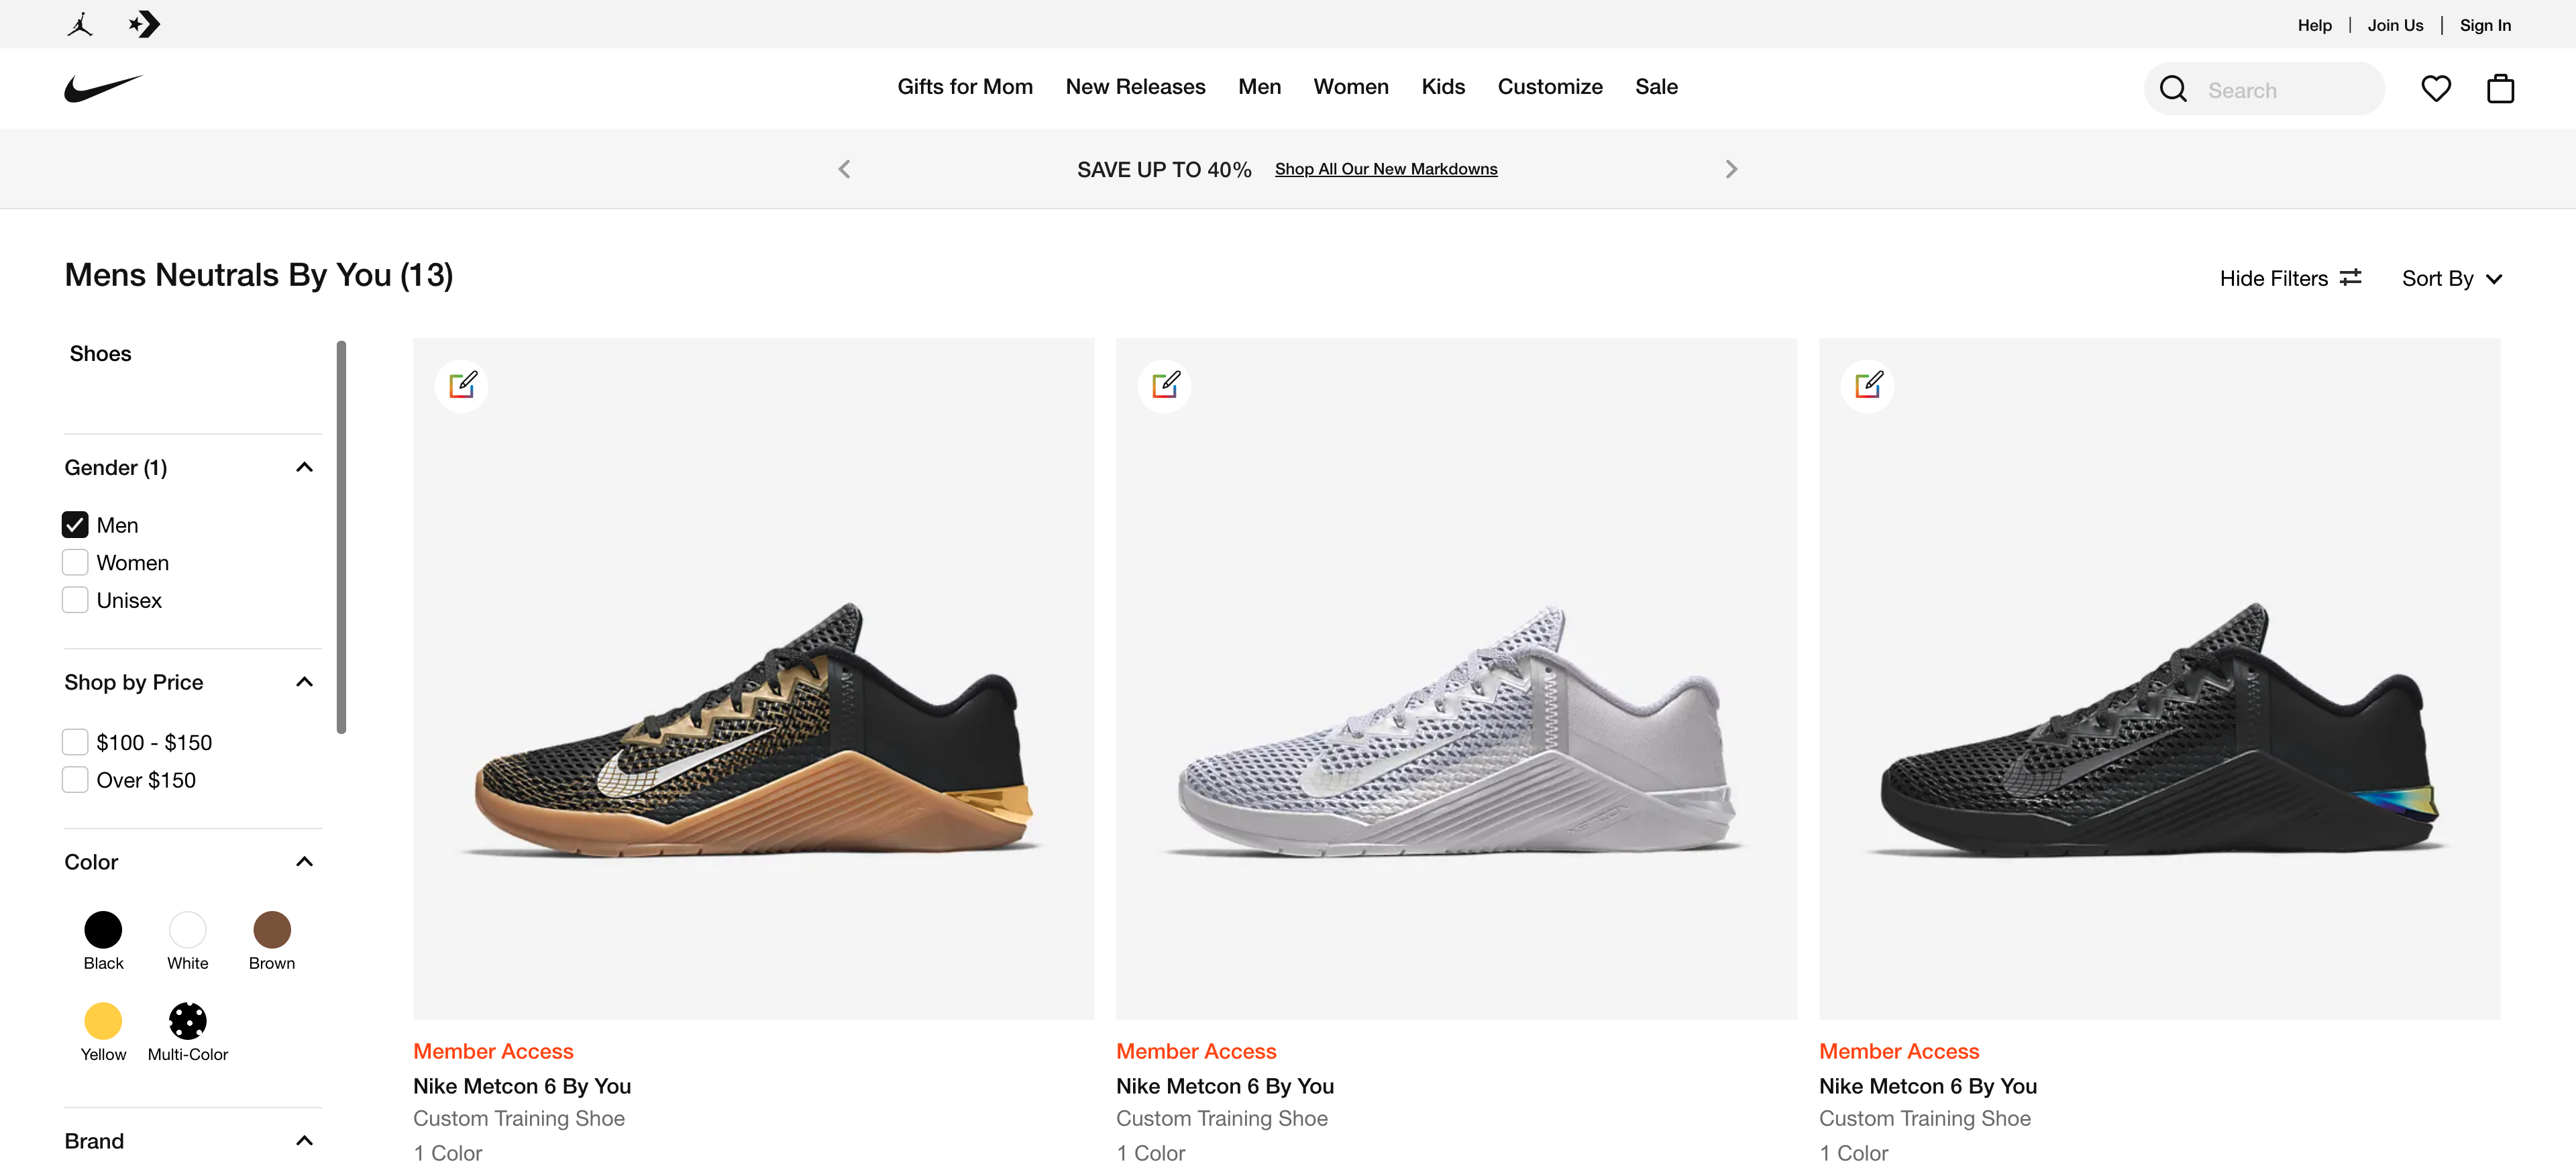 Help | Join Us | Sign In
Gifts for Mom New Releases Men Women Kids Customize Sale
Search
SAVE UP TO 40% Shop All Our New Markdowns
Mens Neutrals By You (13)
Hide Filters Sort By
Shoes
Gender (1)
Men
Women
Unisex
Shop by Price
$100 - $150
Over $150
Color
Black White Brown
Yellow Multi-Color
Brand
Member Access
Nike Metcon 6 By You
Custom Training Shoe
1 Color
Member Access
Nike Metcon 6 By You
Custom Training Shoe
1 Color
Member Access
Nike Metcon 6 By You
Custom Training Shoe
1 Color